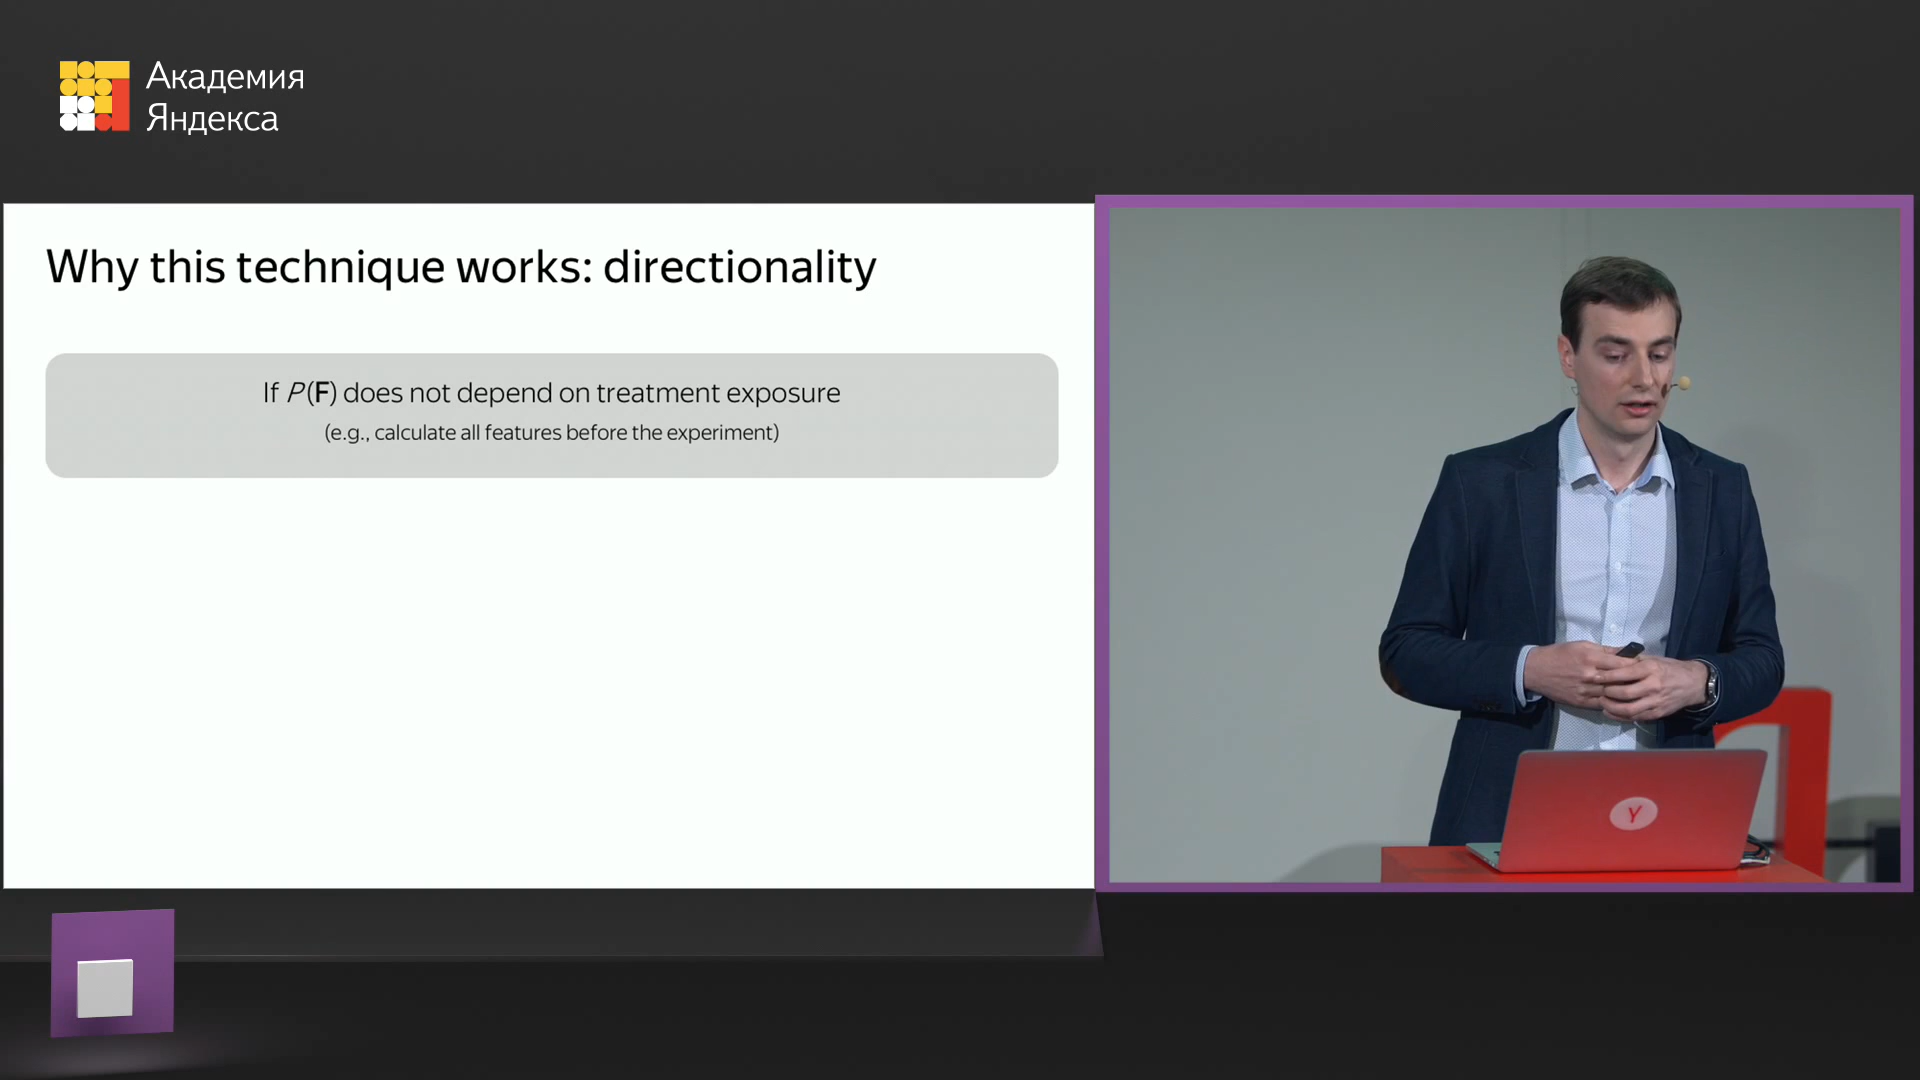 Академия
Яндекса
Why this technique works: directionality
If P(F) does not depend on treatment exposure
(e.g., calculate all features before the experiment)
Y